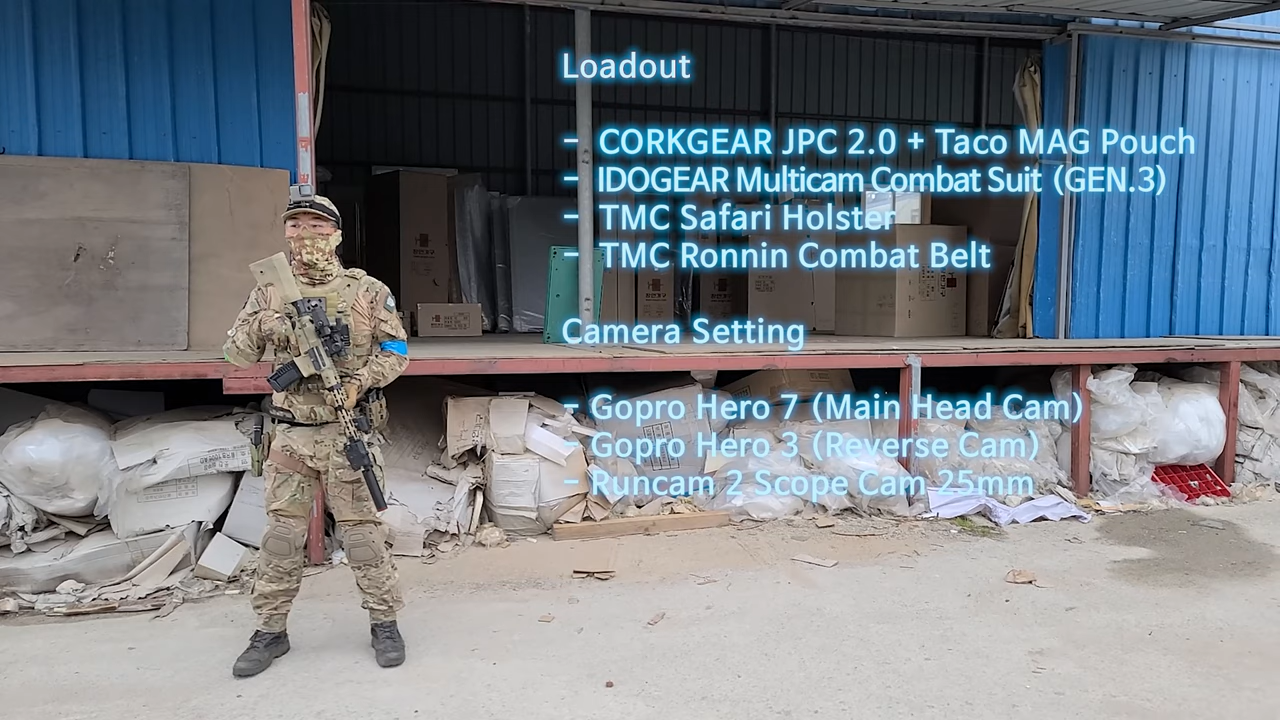 Loadout
- CORKGEAR JPC 2.0 + Taco MAG Pouch
- IDOGEAR Multicam Combat Suit (GEN.3)
- TMC Safari Holster
- TMC Ronnin Combat Belt
Camera Setting
- Gopro Hero 7 (Main Head Cam)
- Gopro Hero 3 (Reverse Cam)
- Runcam 2 Scope Cam 25mm